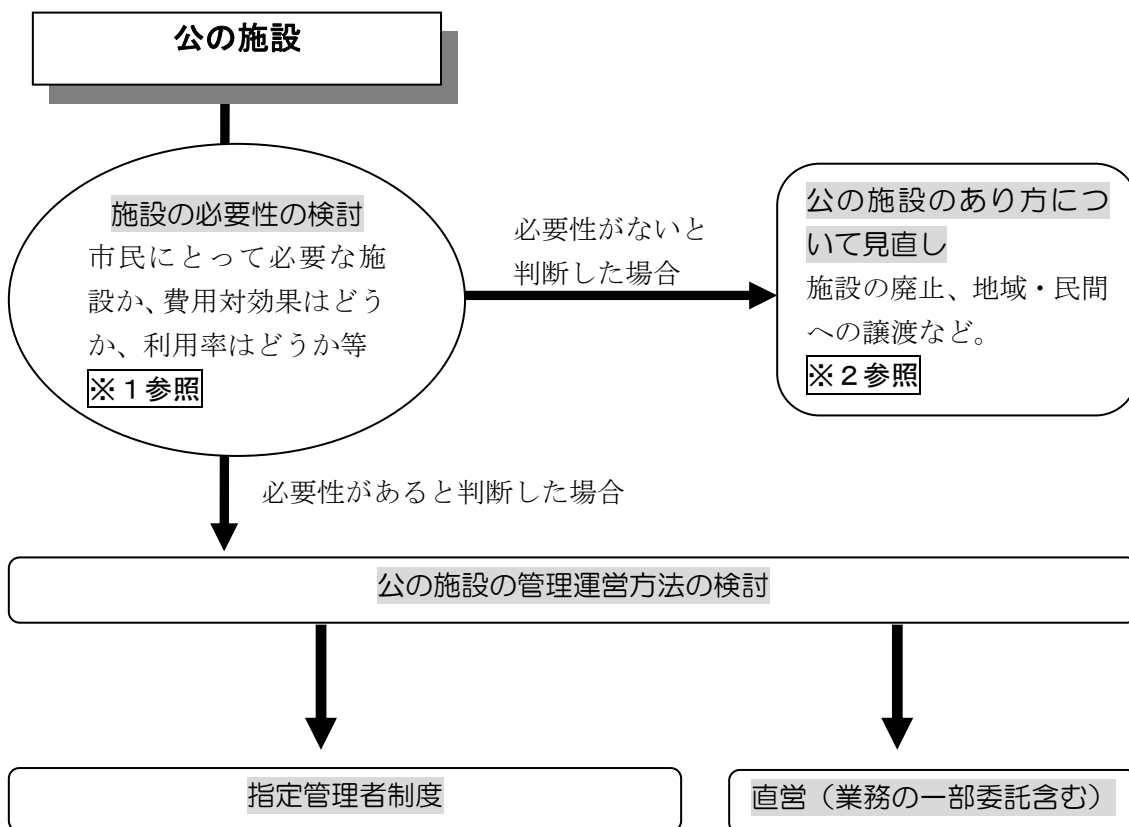 公の施設
施設の必要性の検討
市民にとって必要な施
設か、費用対効果はどう
か、利用率はどうか等
※１参照
必要性がないと
判断した場合
公の施設のあり方につ
いて見直し
施設の廃止、地域・民間
への譲渡など。
※２参照
必要性があると判断した場合
公の施設の管理運営方法の検討
指定管理者制度
直営（業務の一部委託含む）